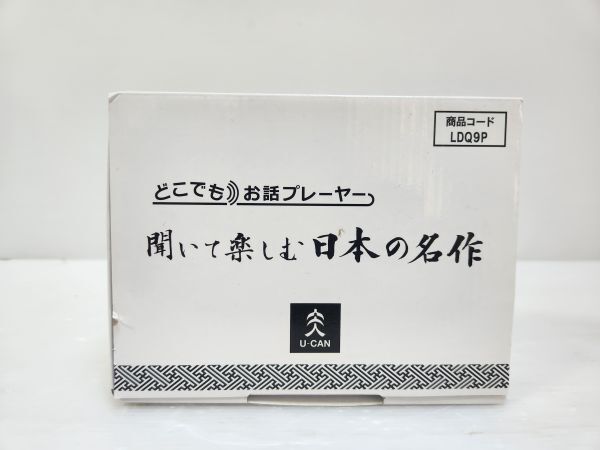 商品コード
LDQ9P
どこでも お話プレーヤー
聞いて楽しむ日本の名作
U-CAN